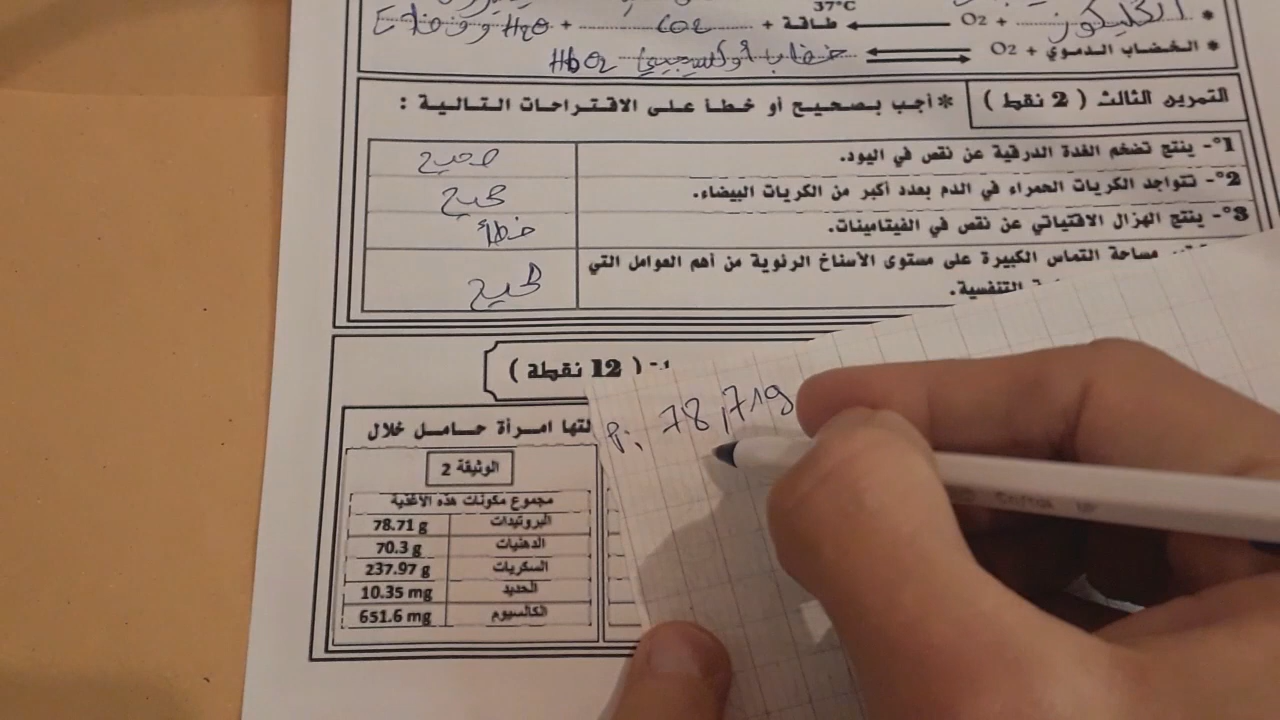 * الكليكوز + O2 ← 37°C طاقة + CO2 + H2O
* الخضاب الدموي + O2 ⇄ خضاب أوكسيجيني HbO2
التمرين الثالث ( 2 نقط ) * أجب بصحيح أو خطأ على الاقتراحات التالية :
1°- ينتج تضخم الغدة الدرقية عن نقص في اليود. صحيح
2°- تتواجد الكريات الحمراء في الدم بعدد أكبر من الكريات البيضاء. صحيح
3°- ينتج الهزال الاقتياتي عن نقص في الفيتامينات. خطأ
مساحة التماس الكبيرة على مستوى الأسناخ الرئوية من أهم العوامل التي
التنفسية. صحيح
( 12 نقطة )
امرأة حامل خلال
P: 78,71g
الوثيقة 2
مجموع مكونات هذه الأغذية
البروتيدات 78.71 g
الدهنيات 70.3 g
السكريات 237.97 g
الحديد 10.35 mg
الكالسيوم 651.6 mg